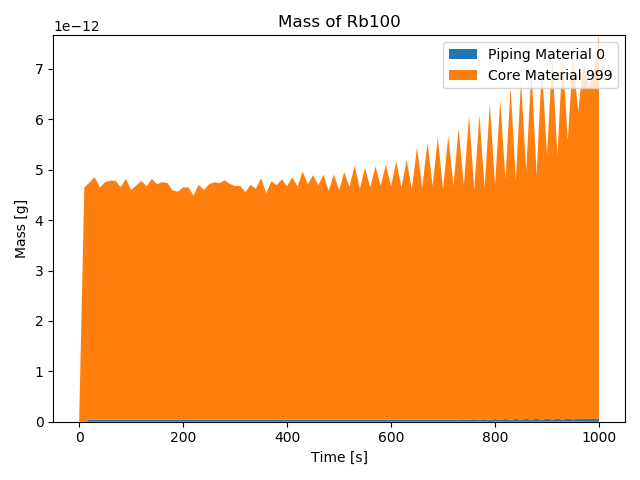 Mass of Rb100
1e−12
Piping Material 0
Core Material 999
7
6
5
4
3
2
1
0
Mass [g]
0 200 400 600 800 1000
Time [s]